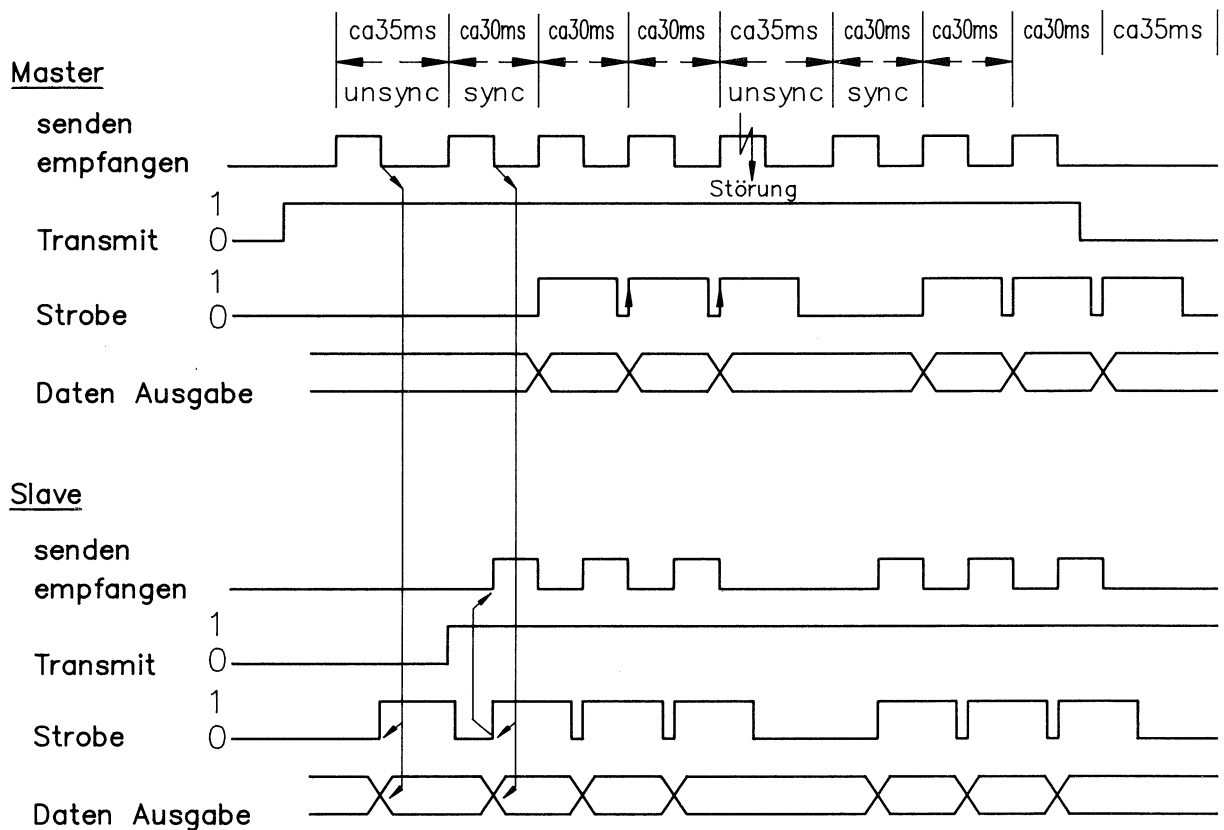 ca35ms ca30ms ca30ms ca30ms ca35ms ca30ms ca30ms ca30ms ca35ms
Master
unsync sync unsync sync
senden
empfangen
Störung
1
Transmit 0
1
Strobe 0
Daten Ausgabe
Slave
senden
empfangen
1
Transmit 0
1
Strobe 0
Daten Ausgabe